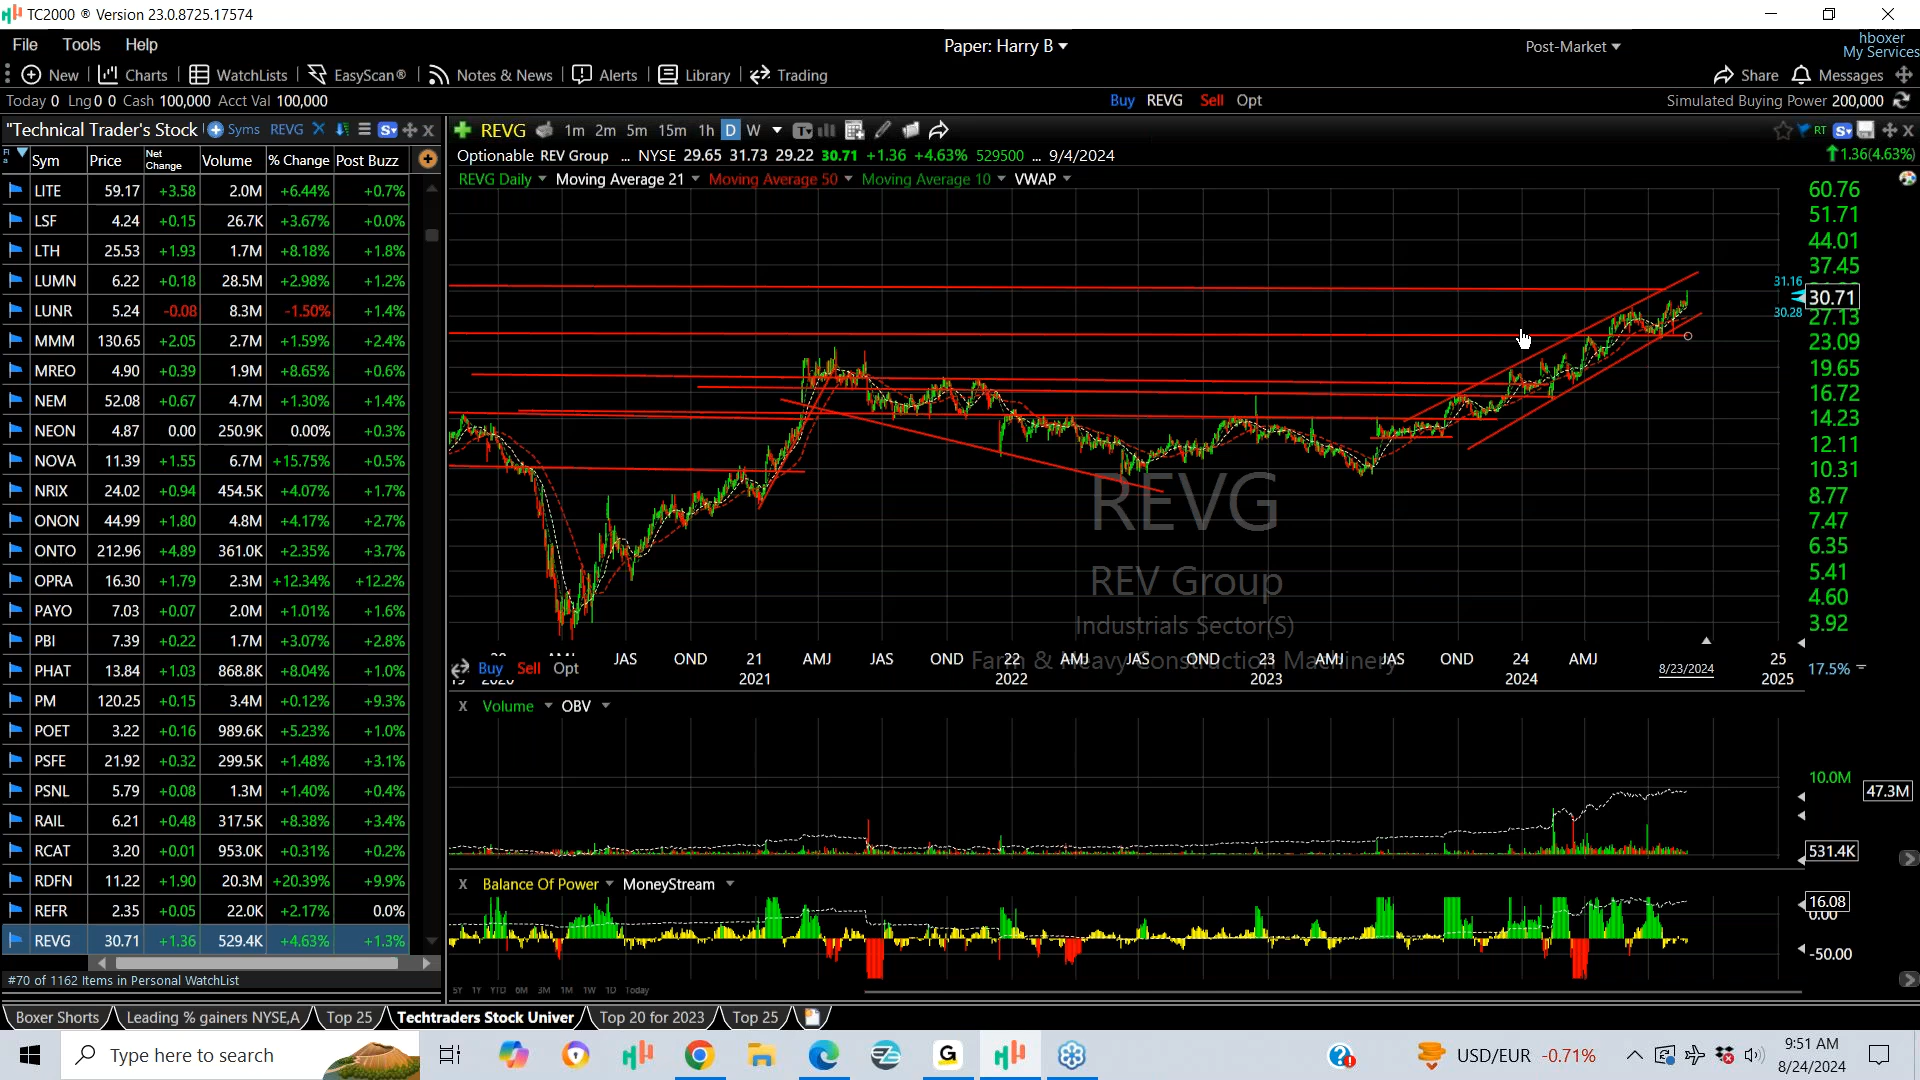 TC2000 ® Version 23.0.8725.17574
File Tools Help
Paper: Harry B
Post-Market
hboxer
My Services
New Charts WatchLists EasyScan® Notes & News Alerts Library Trading
Share Messages
Today 0 Lng 0 0 Cash 100,000 Acct Val 100,000
Buy REVG Sell Opt
Simulated Buying Power 200,000
"Technical Trader's Stock Syms REVG
Sym Price Net Change Volume % Change Post Buzz
LITE 59.17 +3.58 2.0M +6.44% +0.7%
LSF 4.24 +0.15 26.7K +3.67% +0.0%
LTH 25.53 +1.93 1.7M +8.18% +1.8%
LUMN 6.22 +0.18 28.5M +2.98% +1.2%
LUNR 5.24 -0.08 8.3M -1.50% +1.4%
MMM 130.65 +2.05 2.7M +1.59% +2.4%
MREO 4.90 +0.39 1.9M +8.65% +0.6%
NEM 52.08 +0.67 4.7M +1.30% +1.4%
NEON 4.87 0.00 250.9K 0.00% +0.3%
NOVA 11.39 +1.55 6.7M +15.75% +0.5%
NRIX 24.02 +0.94 454.5K +4.07% +1.7%
ONON 44.99 +1.80 4.8M +4.17% +2.7%
ONTO 212.96 +4.89 361.0K +2.35% +3.7%
OPRA 16.30 +1.79 2.3M +12.34% +12.2%
PAYO 7.03 +0.07 2.0M +1.01% +1.6%
PBI 7.39 +0.22 1.7M +3.07% +2.8%
PHAT 13.84 +1.03 868.8K +8.04% +1.0%
PM 120.25 +0.15 3.4M +0.12% +9.3%
POET 3.22 +0.16 989.6K +5.23% +1.0%
PSFE 21.92 +0.32 299.5K +1.48% +3.1%
PSNL 5.79 +0.08 1.3M +1.40% +0.4%
RAIL 6.21 +0.48 317.5K +8.38% +3.4%
RCAT 3.20 +0.01 953.0K +0.31% +0.2%
RDFN 11.22 +1.90 20.3M +20.39% +9.9%
REFR 2.35 +0.05 22.0K +2.17% 0.0%
REVG 30.71 +1.36 529.4K +4.63% +1.3%
#70 of 1162 Items in Personal WatchList
REVG 1m 2m 5m 15m 1h D W
RT
Optionable REV Group ... NYSE 29.65 31.73 29.22 30.71 +1.36 +4.63% 529500 ... 9/4/2024
1.36(4.63%)
REVG Daily Moving Average 21 Moving Average 50 Moving Average 10 VWAP
60.76
51.71
44.01
37.45
31.16
30.71
30.28
27.13
23.09
19.65
16.72
14.23
12.11
10.31
8.77
7.47
6.35
5.41
4.60
3.92
17.5%
REVG
REV Group
Industrials Sector(S)
Farm & Heavy Construction Machinery
Buy Sell Opt
JAS OND 21 AMJ JAS OND 22 AMJ JAS OND 23 AMJ JAS OND 24 AMJ 8/23/2024 25
2020 2021 2022 2023 2024 2025
X Volume OBV
10.0M
47.3M
531.4K
X Balance Of Power MoneyStream
16.08
0.00
-50.00
5Y 1Y YTD 6M 3M 1M 1W 1D Today
Boxer Shorts Leading % gainers NYSE,A Top 25 Techtraders Stock Univer Top 20 for 2023 Top 25
Type here to search
USD/EUR -0.71%
9:51 AM
8/24/2024